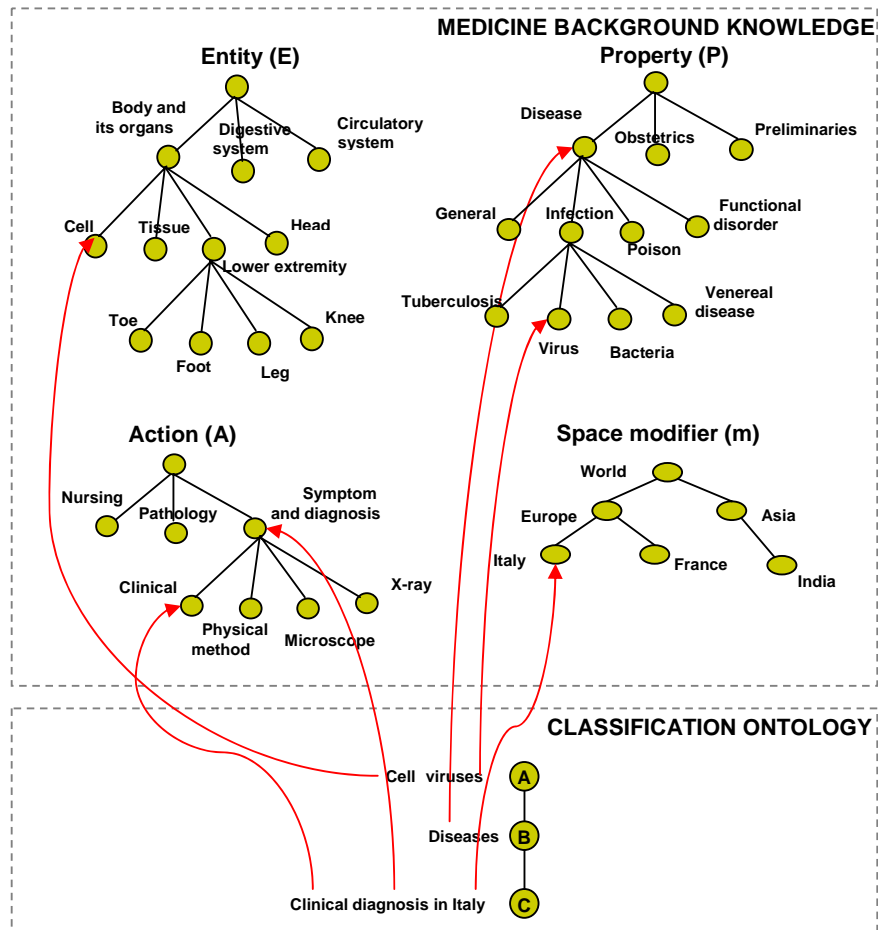 MEDICINE BACKGROUND KNOWLEDGE
Entity (E)
Body and
its organs
Digestive
system
Circulatory
system
Cell
Tissue
Head
Lower extremity
Toe
Foot
Leg
Knee
Property (P)
Disease
Obstetrics
Preliminaries
General
Infection
Poison
Functional
disorder
Tuberculosis
Virus
Bacteria
Venereal
disease
Action (A)
Nursing
Pathology
Symptom
and diagnosis
Clinical
Physical
method
Microscope
X-ray
Space modifier (m)
World
Europe
Asia
Italy
France
India
CLASSIFICATION ONTOLOGY
Cell viruses
A
Diseases
B
Clinical diagnosis in Italy
C